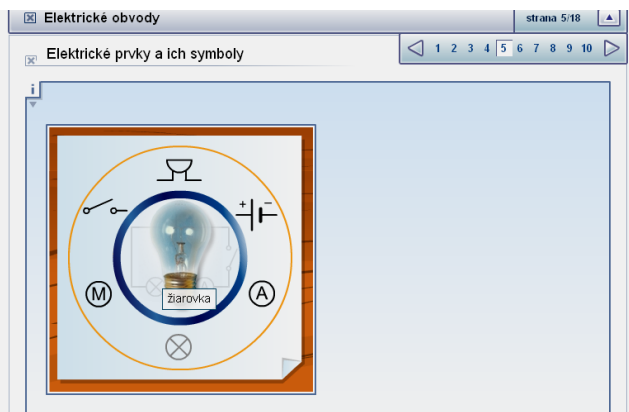 Elektrické obvody
strana 5/18
Elektrické prvky a ich symboly
1 2 3 4 5 6 7 8 9 10
i
+ −
M
A
žiarovka